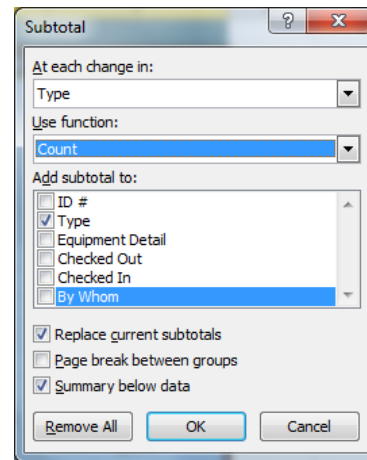 Subtotal
At each change in:
Type
Use function:
Count
Add subtotal to:
ID #
Type
Equipment Detail
Checked Out
Checked In
By Whom
Replace current subtotals
Page break between groups
Summary below data
Remove All OK Cancel